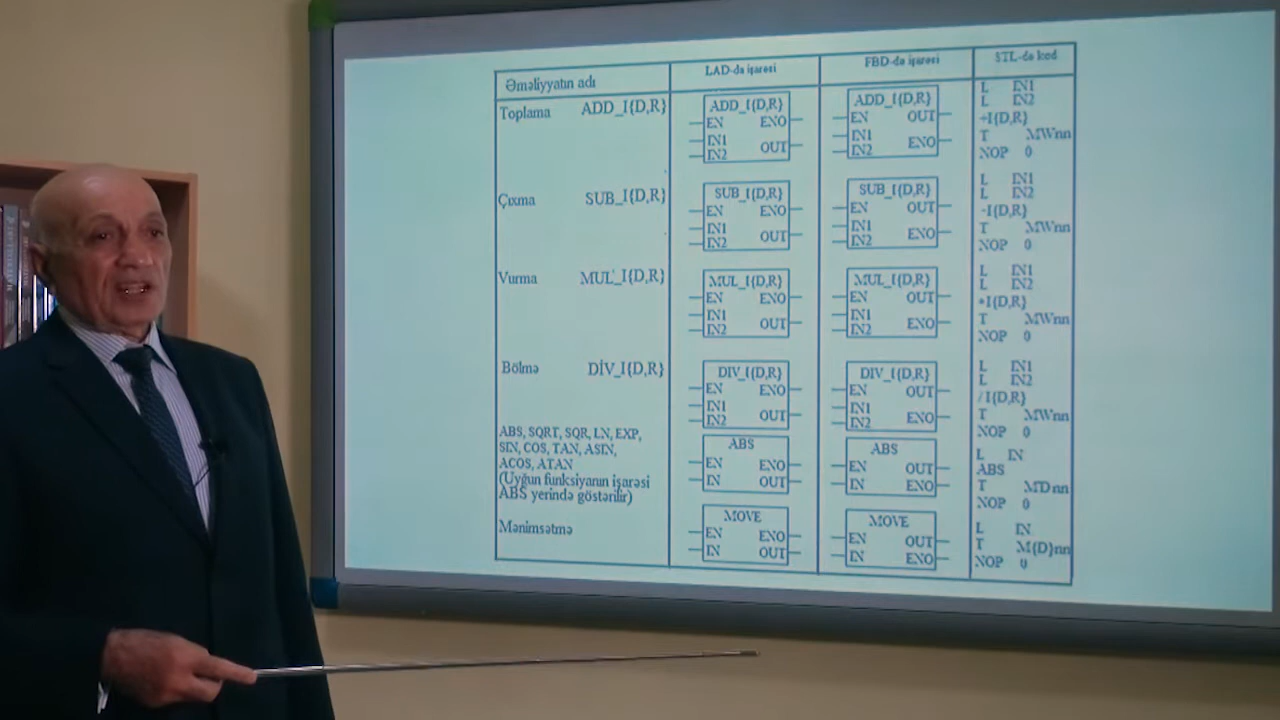 Əməliyyatın adı
LAD-da işarəsi
FBD-də işarəsi
STL-də kod
Toplama ADD_I{D,R}
ADD_I{D,R}
EN ENO
IN1
IN2 OUT
ADD_I{D,R}
EN OUT
IN1
IN2 ENO
L IN1
L IN2
+I{D,R}
T MWnn
NOP 0
Çıxma SUB_I{D,R}
SUB_I{D,R}
EN ENO
IN1
IN2 OUT
SUB_I{D,R}
EN OUT
IN1
IN2 ENO
L IN1
L IN2
-I{D,R}
T MWnn
NOP 0
Vurma MUL_I{D,R}
MUL_I{D,R}
EN ENO
IN1
IN2 OUT
MUL_I{D,R}
EN OUT
IN1
IN2 ENO
L IN1
L IN2
*I{D,R}
T MWnn
NOP 0
Bölmə DİV_I{D,R}
DIV_I{D,R}
EN ENO
IN1
IN2 OUT
DIV_I{D,R}
EN OUT
IN1
IN2 ENO
L IN1
L IN2
/I{D,R}
T MWnn
NOP 0
ABS, SQRT, SQR, LN, EXP,
SIN, COS, TAN, ASIN,
ACOS, ATAN
(Uyğun funksiyanın işarəsi
ABS yerində göstərilir)
ABS
EN ENO
IN OUT
ABS
EN OUT
IN ENO
L IN
ABS
T MDnn
NOP 0
Mənimsətmə
MOVE
EN ENO
IN OUT
MOVE
EN OUT
IN ENO
L IN
T M{D}nn
NOP 0